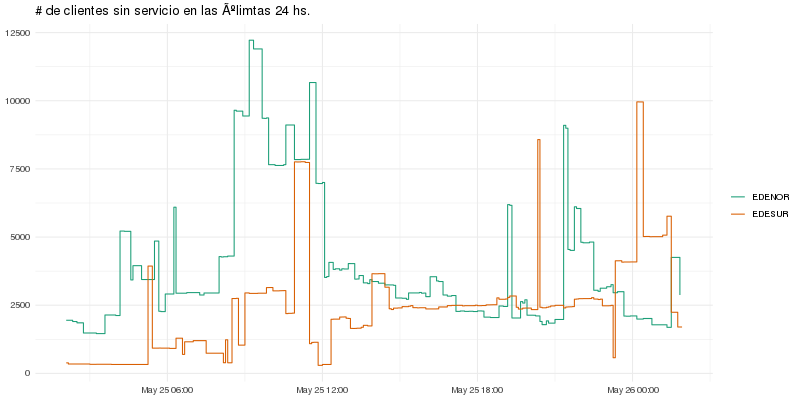 # de clientes sin servicio en las Ãºlimtas 24 hs.
12500
10000
7500
5000
2500
0
May 25 06:00
May 25 12:00
May 25 18:00
May 26 00:00
EDENOR
EDESUR